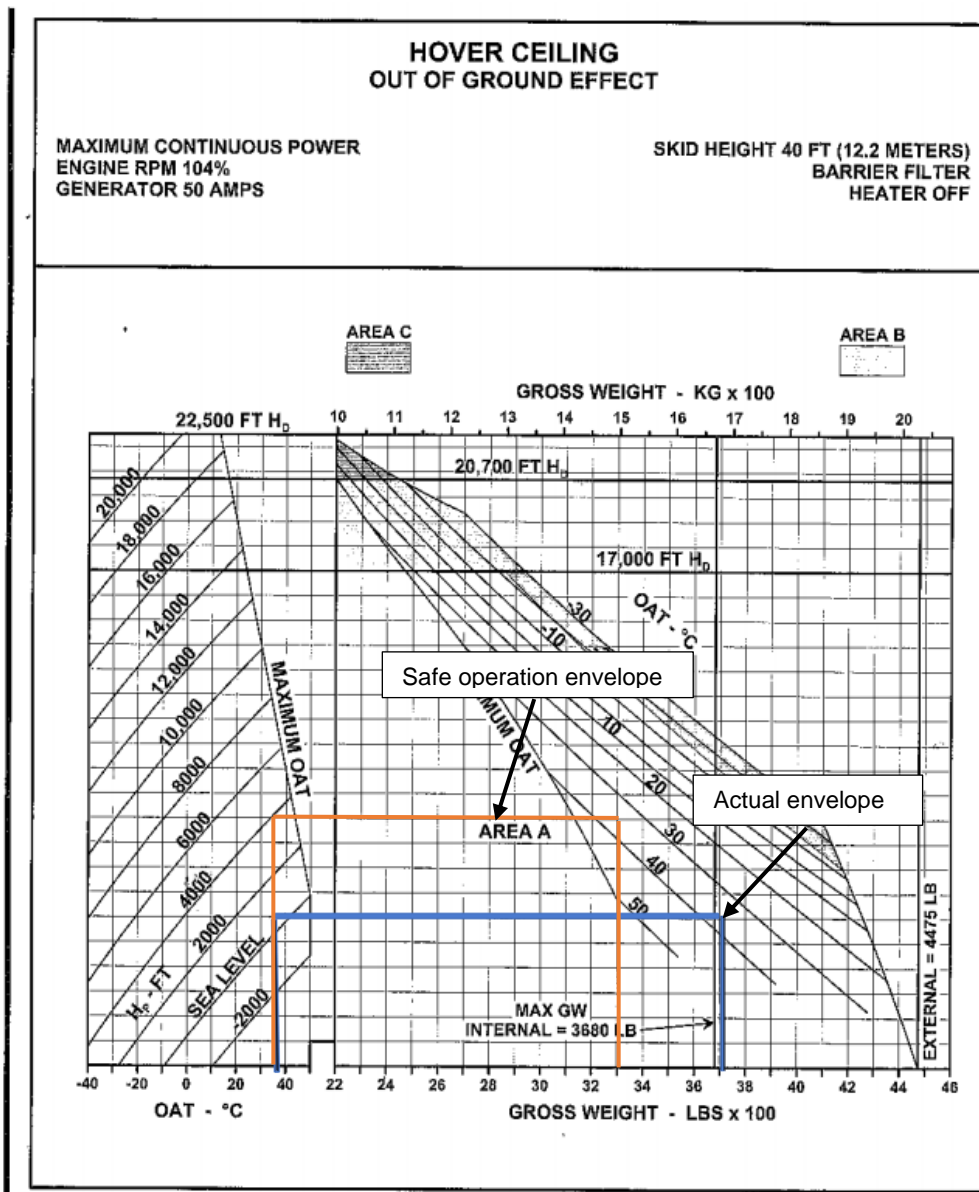 HOVER CEILING
OUT OF GROUND EFFECT
MAXIMUM CONTINUOUS POWER
ENGINE RPM 104%
GENERATOR 50 AMPS
SKID HEIGHT 40 FT (12.2 METERS)
BARRIER FILTER
HEATER OFF
AREA C
AREA B
GROSS WEIGHT - KG x 100
22,500 FT HD
10 11 12 13 14 15 16 17 18 19 20
20,700 FT HD
17,000 FT HD
20,000
18,000
16,000
14,000
12,000
10,000
8000
6000
4000
2000
SEA LEVEL
-2000
HP - FT
MAXIMUM OAT
OAT - °C
-30
-10
10
20
30
40
50
Safe operation envelope
MUM OAT
Actual envelope
AREA A
MAX GW
INTERNAL = 3680 LB
EXTERNAL = 4475 LB
-40 -20 0 20 40 22 24 26 28 30 32 34 36 38 40 42 44 46
OAT - °C
GROSS WEIGHT - LBS x 100